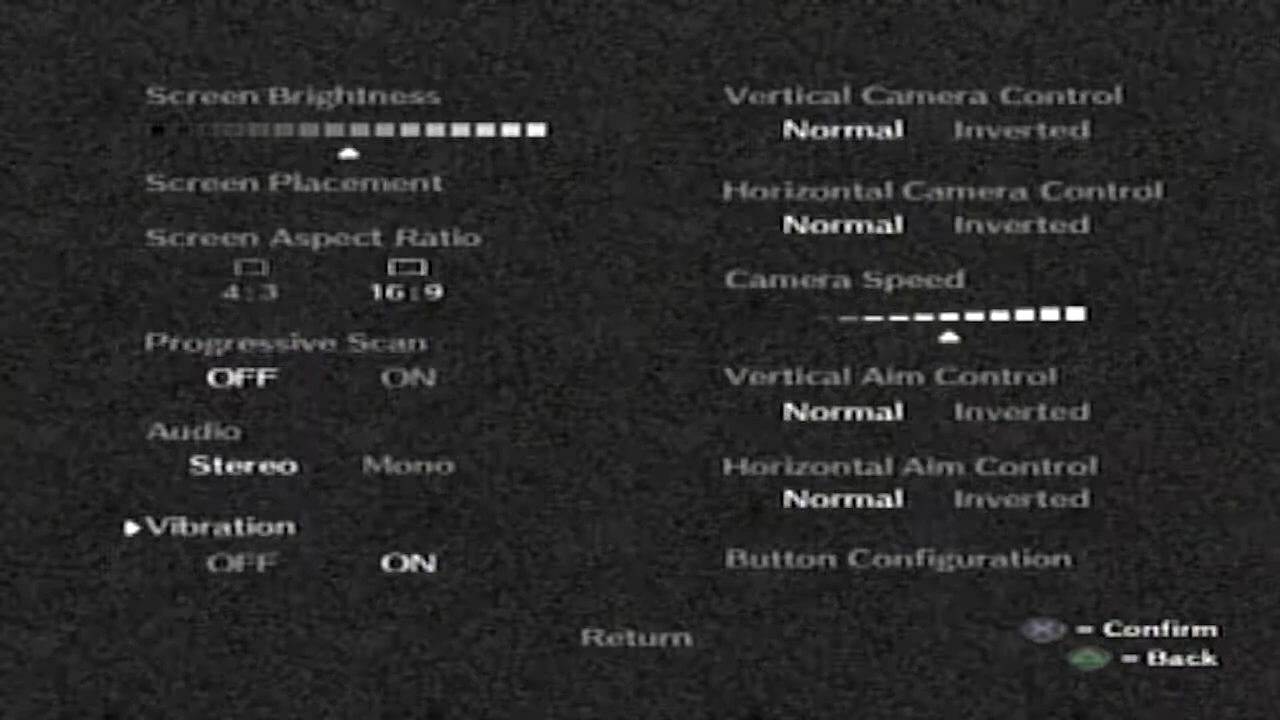 Screen Brightness
Screen Placement
Screen Aspect Ratio
4:3 16:9
Progressive Scan
OFF ON
Audio
Stereo Mono
Vibration
OFF ON
Vertical Camera Control
Normal Inverted
Horizontal Camera Control
Normal Inverted
Camera Speed
Vertical Aim Control
Normal Inverted
Horizontal Aim Control
Normal Inverted
Button Configuration
Return
= Confirm
= Back